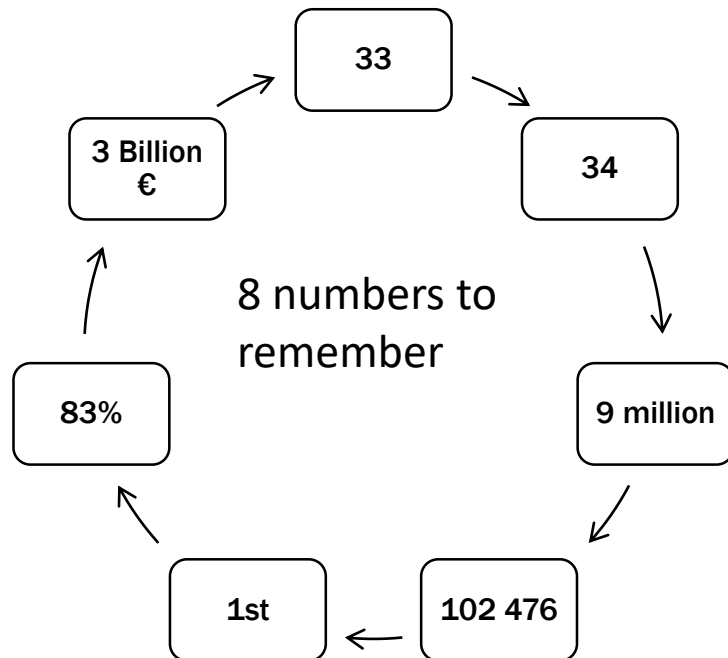 33
34
9 million
102 476
1st
83%
3 Billion
€
8 numbers to
remember